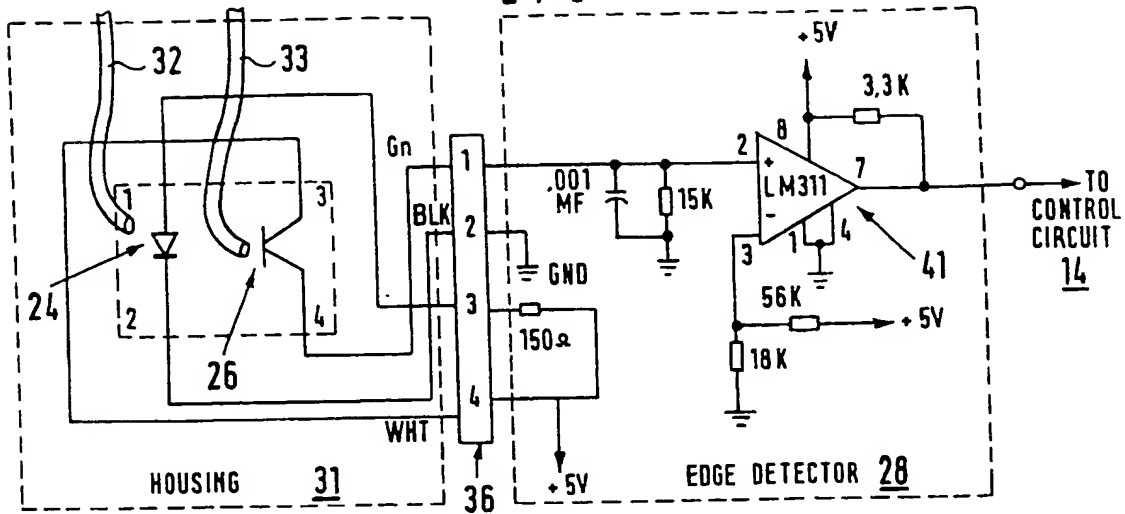 32
33
+5V
3,3K
Gn
1
2
8
7
+
LM311
-
.001
MF
15K
TO
CONTROL
CIRCUIT
14
1
3
BLK
2
3
1
4
41
24
GND
56K
+5V
2
4
26
3
150Ω
18K
4
WHT
+5V
HOUSING 31
36
EDGE DETECTOR 28